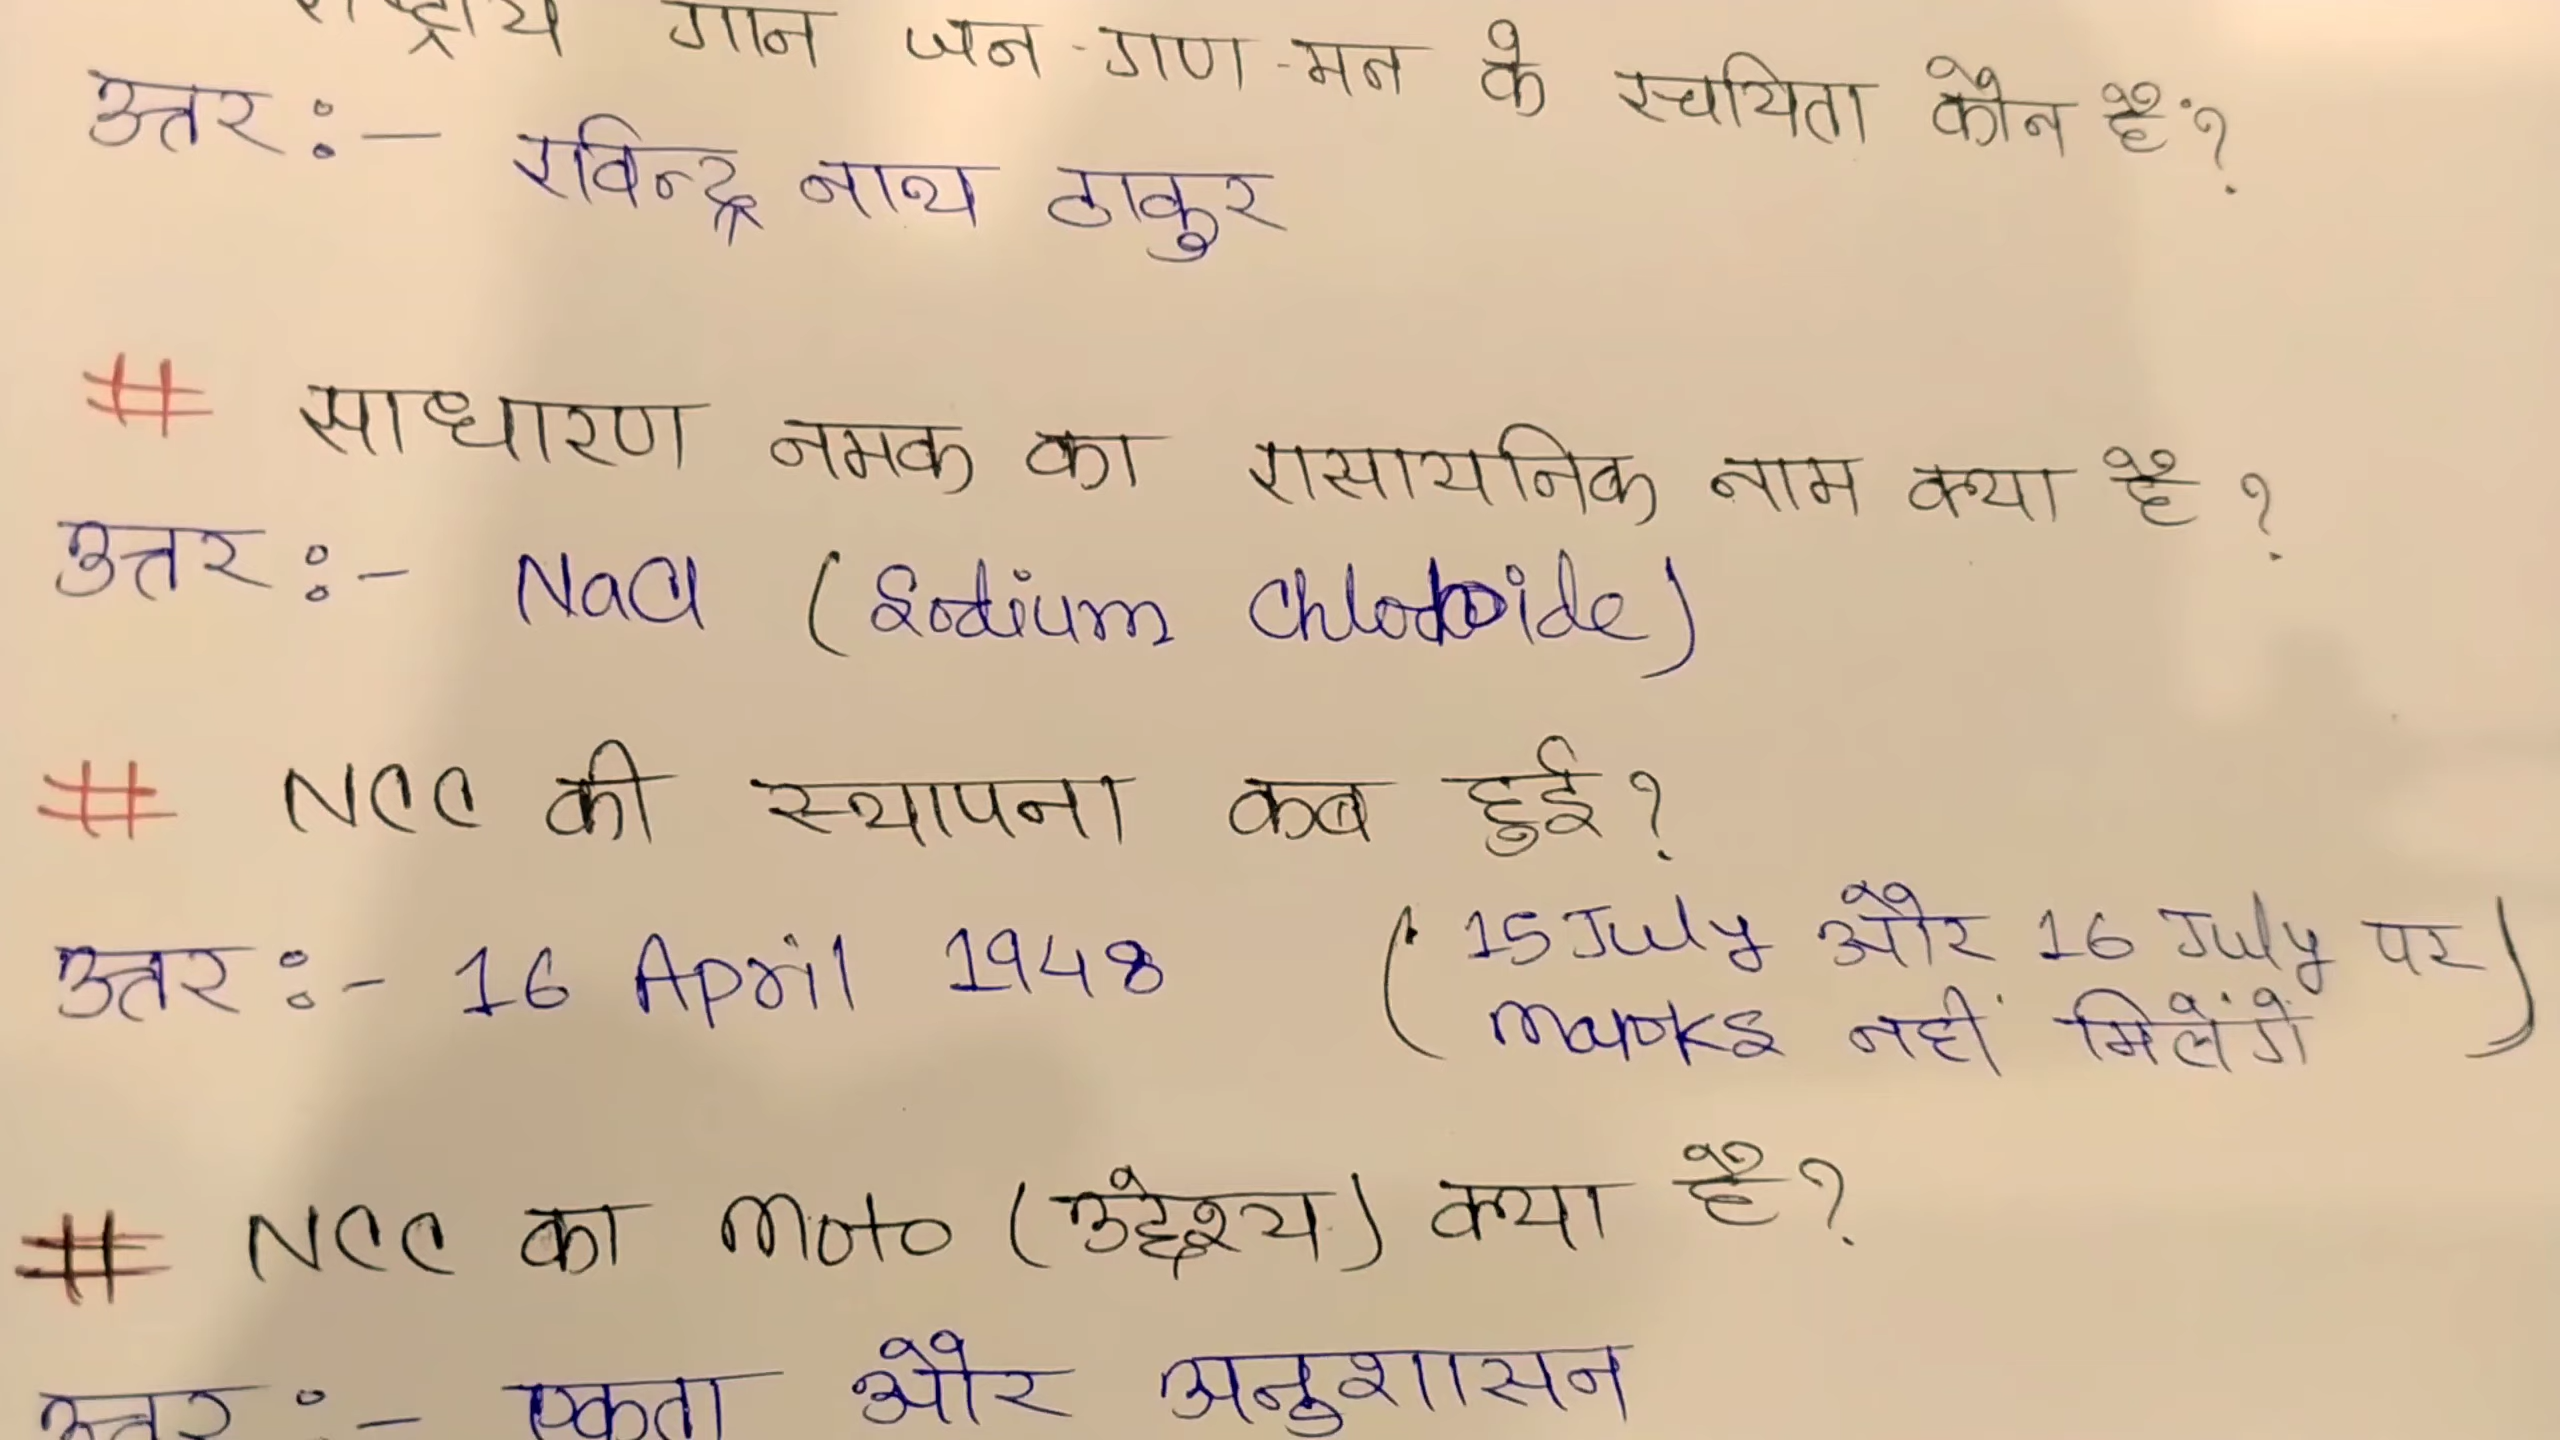 राष्ट्रीय गान जन-गण-मन के रचयिता कौन हैं?
उत्तर :- रविन्द्र नाथ ठाकुर
# साधारण नमक का रासायनिक नाम क्या है ?
उत्तर :- NaCl (Sodium Chloride)
# NCC की स्थापना कब हुई ?
उत्तर :- 16 April 1948 (15 July और 16 July पर
marks नहीं मिलेंगे)
# NCC का moto (उद्देश्य) क्या है ?
उत्तर :- एकता और अनुशासन